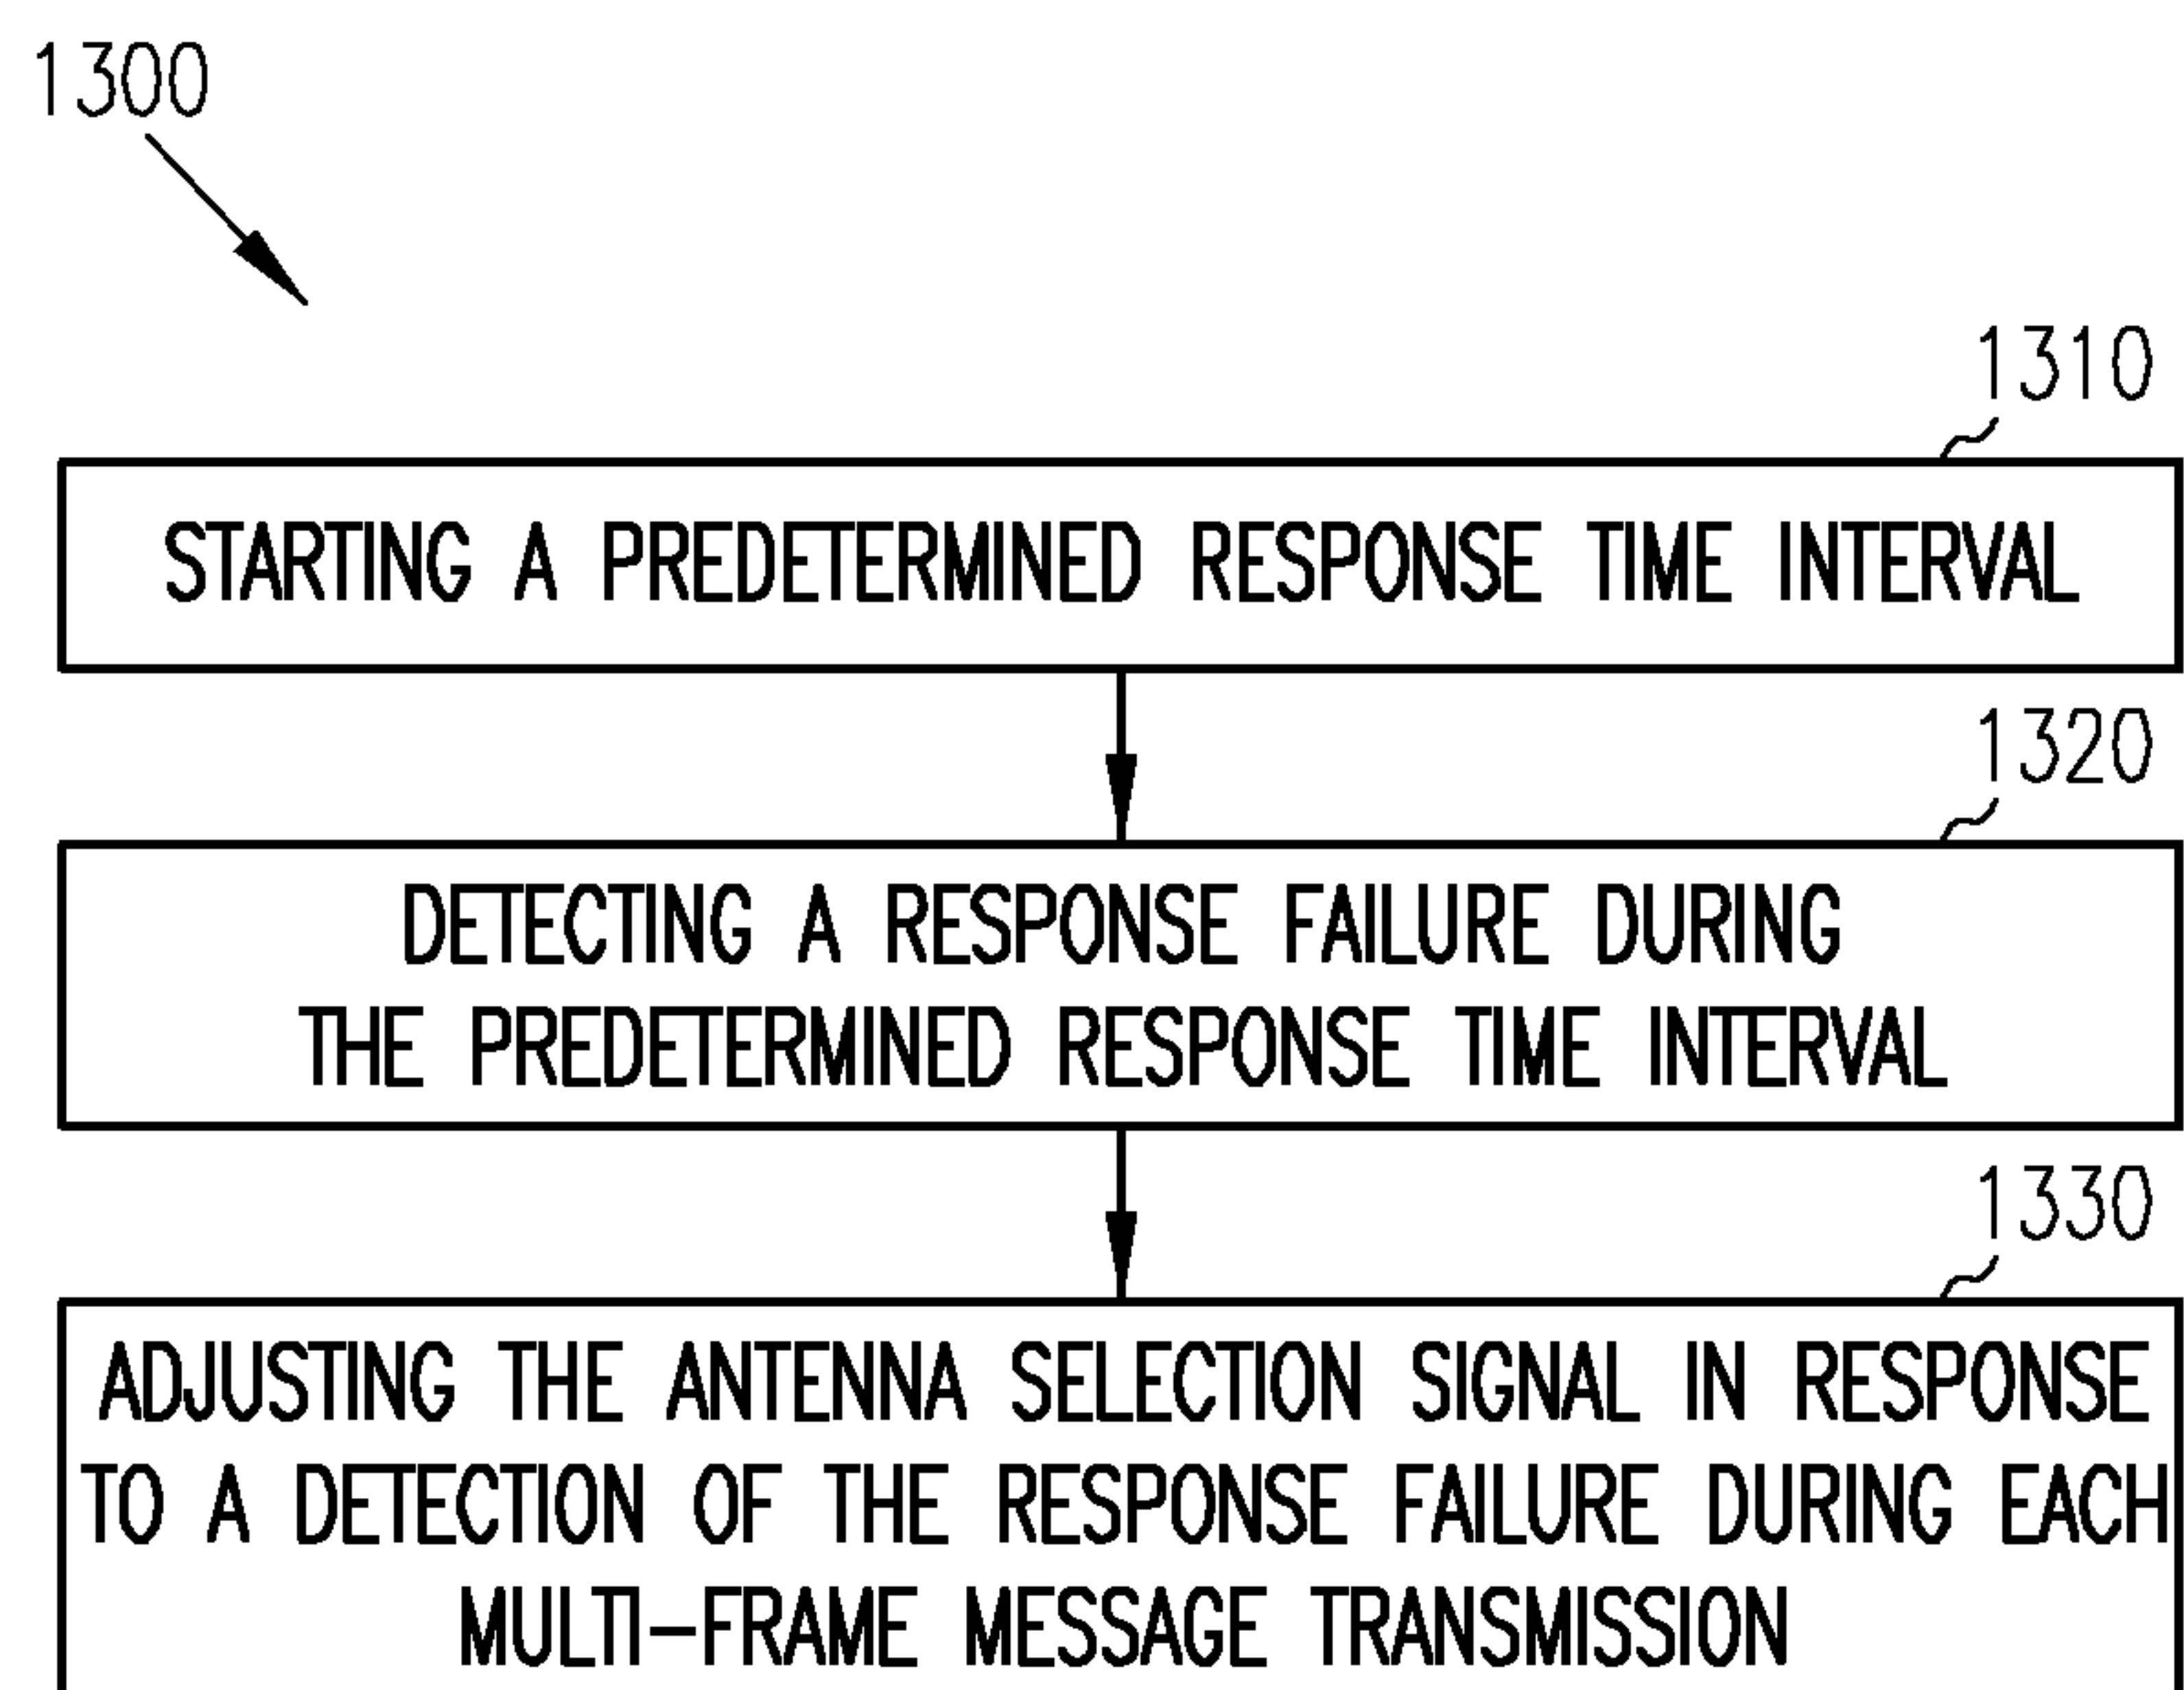 1300
1310
STARTING A PREDETERMINED RESPONSE TIME INTERVAL
1320
DETECTING A RESPONSE FAILURE DURING
THE PREDETERMINED RESPONSE TIME INTERVAL
1330
ADJUSTING THE ANTENNA SELECTION SIGNAL IN RESPONSE
TO A DETECTION OF THE RESPONSE FAILURE DURING EACH
MULTI-FRAME MESSAGE TRANSMISSION